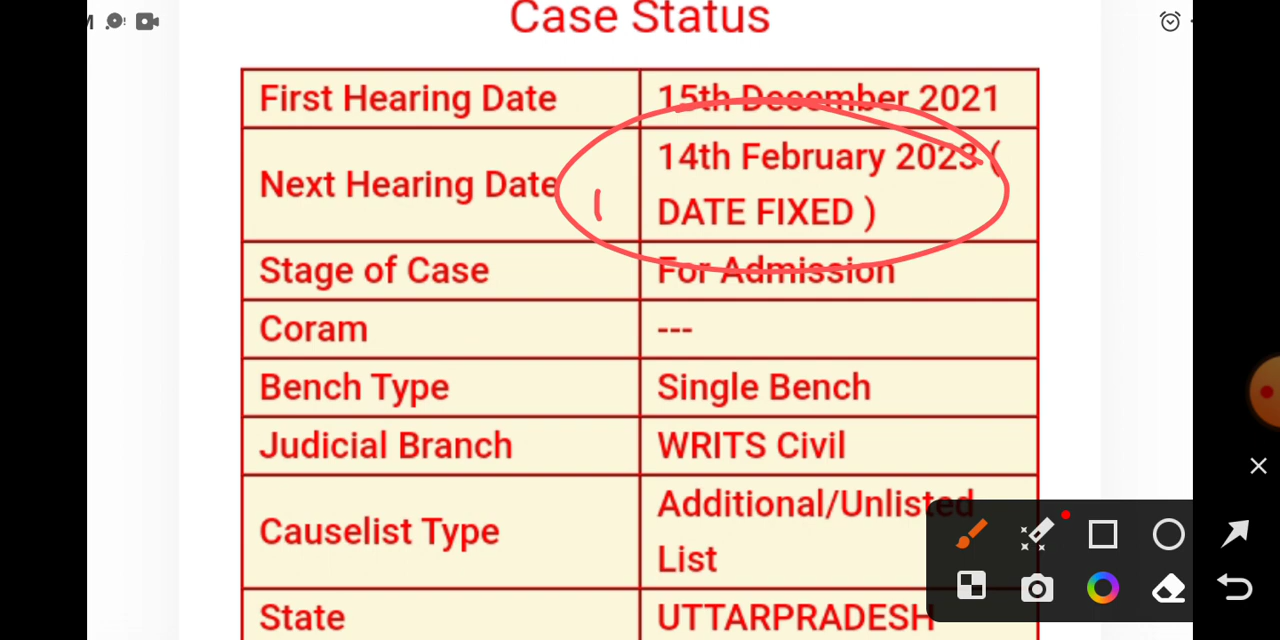 M
Case Status
First Hearing Date 15th December 2021
Next Hearing Date 14th February 2023 (
DATE FIXED )
Stage of Case For Admission
Coram ---
Bench Type Single Bench
Judicial Branch WRITS Civil
Causelist Type Additional/Unlisted
List
State UTTARPRADESH